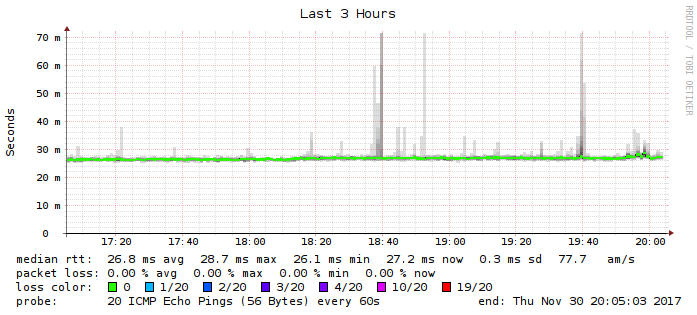 Last 3 Hours
RRDTOOL / TOBI OETIKER
Seconds
70 m
60 m
50 m
40 m
30 m
20 m
10 m
0
17:20 17:40 18:00 18:20 18:40 19:00 19:20 19:40 20:00
median rtt: 26.8 ms avg 28.7 ms max 26.1 ms min 27.2 ms now 0.3 ms sd 77.7 am/s
packet loss: 0.00 % avg 0.00 % max 0.00 % min 0.00 % now
loss color: 0 1/20 2/20 3/20 4/20 10/20 19/20
probe: 20 ICMP Echo Pings (56 Bytes) every 60s end: Thu Nov 30 20:05:03 2017